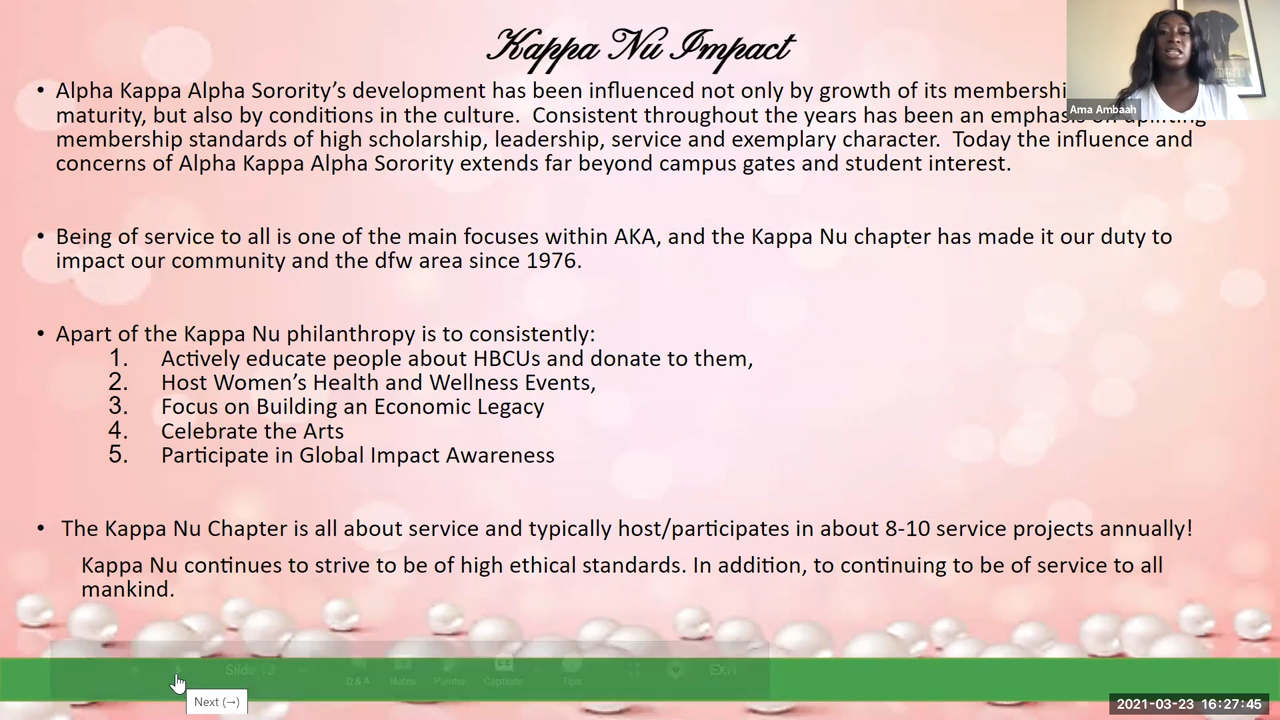 Kappa Nu Impact
Ama Ambaah
• Alpha Kappa Alpha Sorority’s development has been influenced not only by growth of its
maturity, but also by conditions in the culture.  Consistent throughout the years has been an emphasis on uplifting
membership standards of high scholarship, leadership, service and exemplary character.  Today the influence and
concerns of Alpha Kappa Alpha Sorority extends far beyond campus gates and student interest.
• Being of service to all is one of the main focuses within AKA, and the Kappa Nu chapter has made it our duty to
impact our community and the dfw area since 1976.
• Apart of the Kappa Nu philanthropy is to consistently:
1. Actively educate people about HBCUs and donate to them,
2. Host Women’s Health and Wellness Events,
3. Focus on Building an Economic Legacy
4. Celebrate the Arts
5. Participate in Global Impact Awareness
• The Kappa Nu Chapter is all about service and typically host/participates in about 8-10 service projects annually!
Kappa Nu continues to strive to be of high ethical standards. In addition, to continuing to be of service to all
mankind.
Slide EXIT
Q & A Notes Pointer Captions Tips
Next (→)
2021-03-23 16:27:45